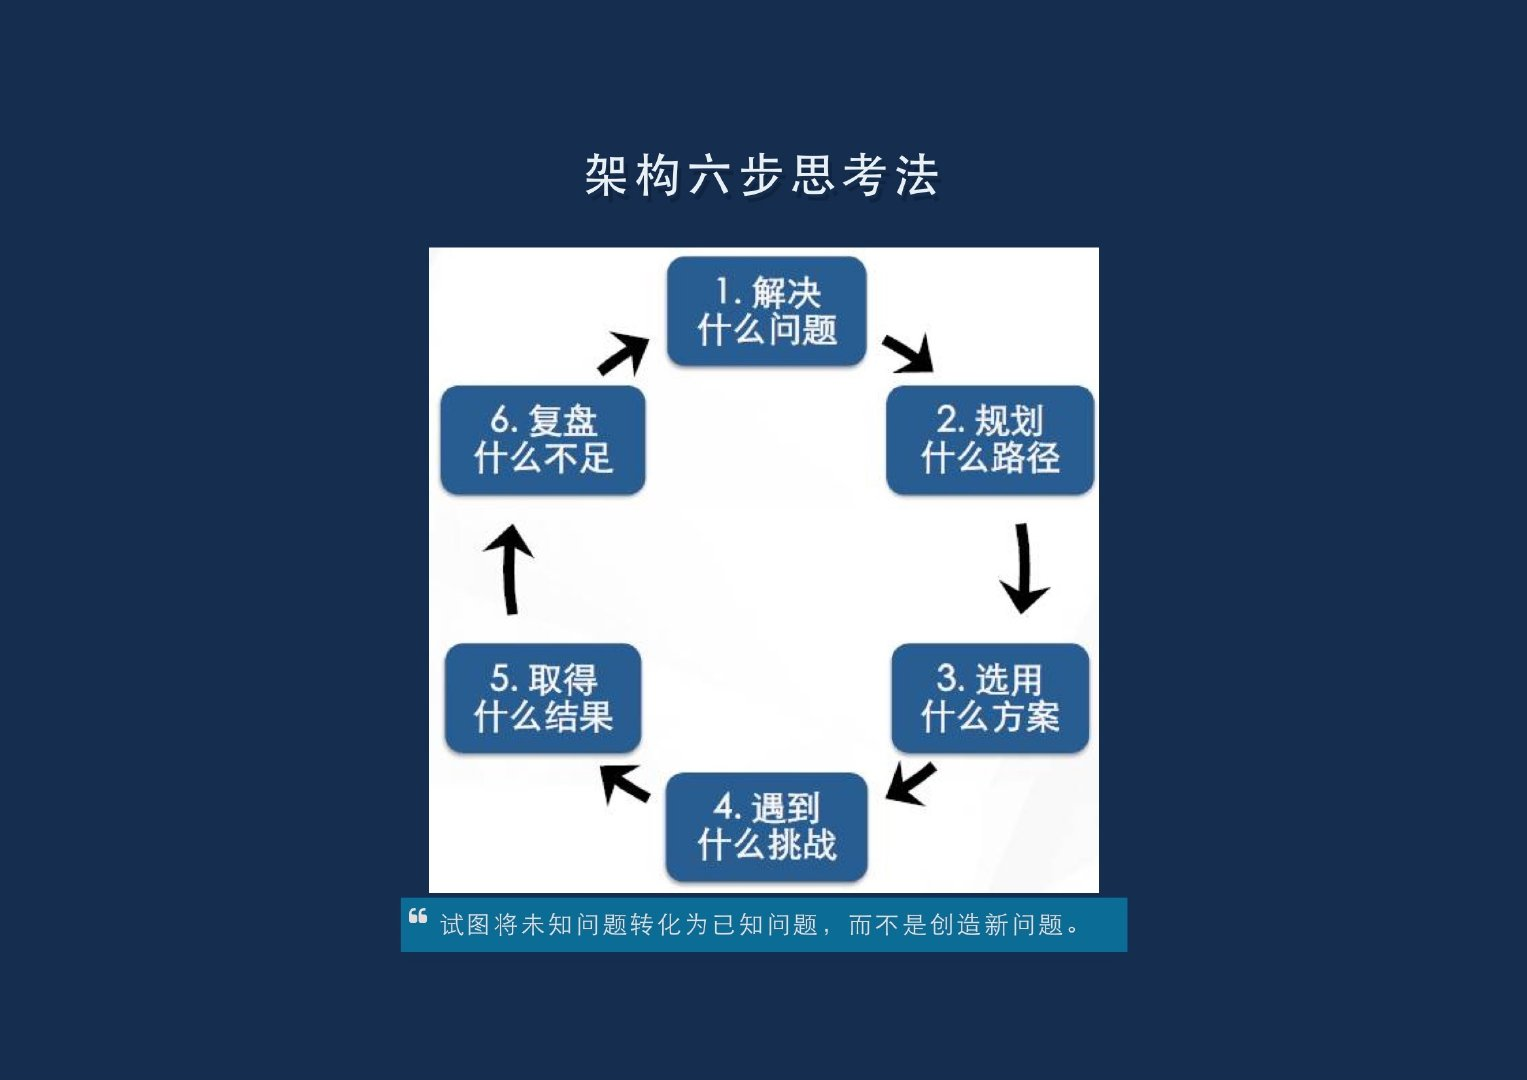 架构六步思考法
1. 解决
什么问题
2. 规划
什么路径
3. 选用
什么方案
4. 遇到
什么挑战
5. 取得
什么结果
6. 复盘
什么不足
“ 试图将未知问题转化为已知问题，而不是创造新问题。